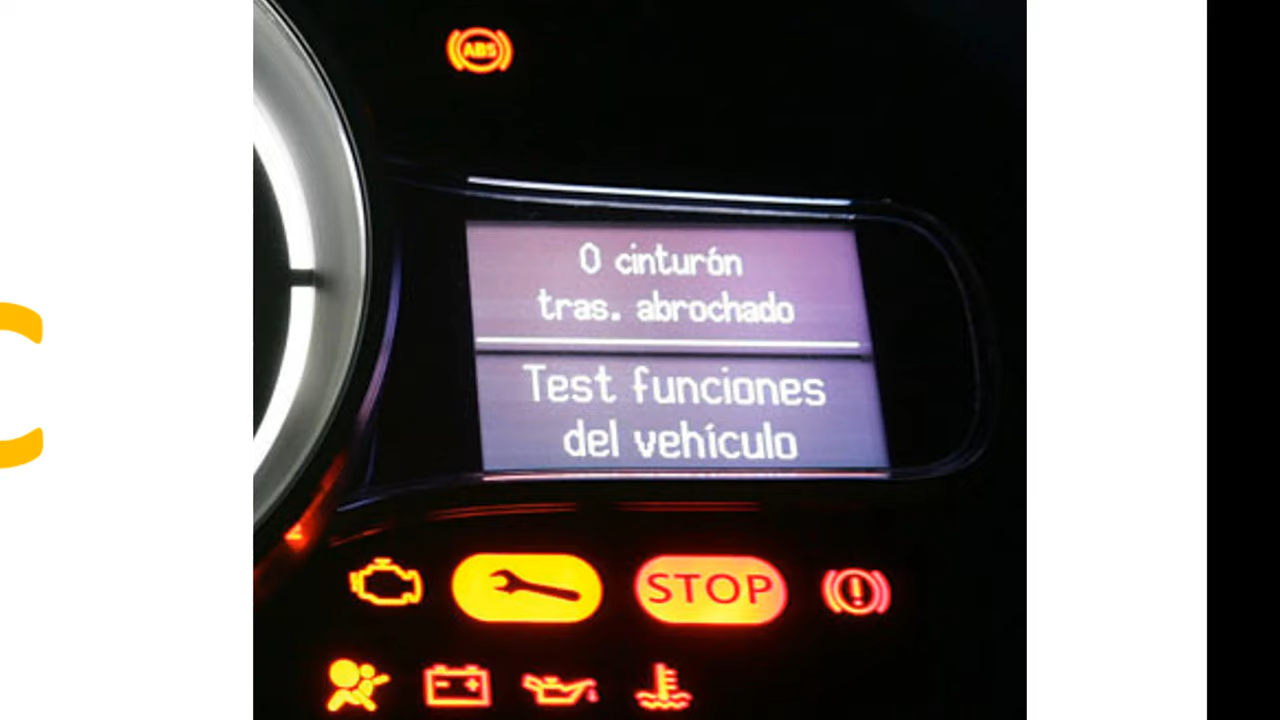 ABS
0 cinturón
tras. abrochado
Test funciones
del vehículo
STOP